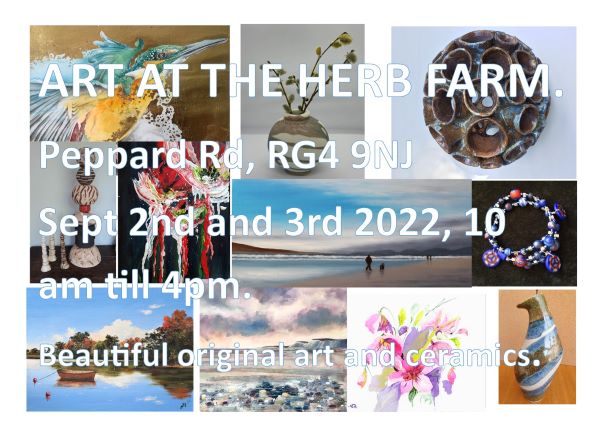 ART AT THE HERB FARM.
Peppard Rd, RG4 9NJ
Sept 2nd and 3rd 2022, 10
am till 4pm.
Beautiful original art and ceramics.